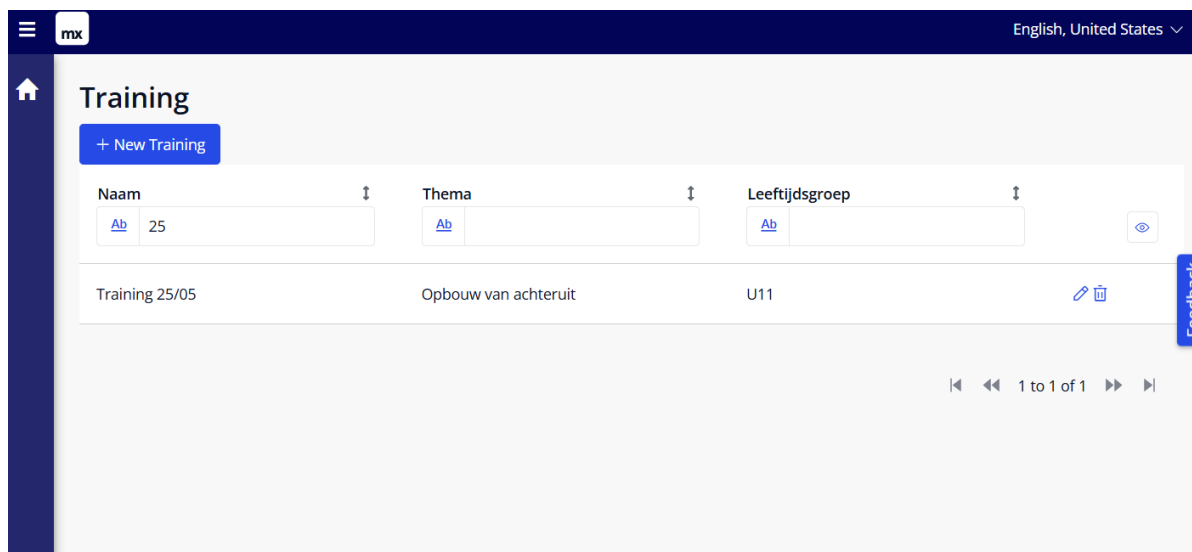 mx
English, United States
Training
+ New Training
Naam Thema Leeftijdsgroep
Ab 25 Ab Ab
Training 25/05 Opbouw van achteruit U11
Feedback
1 to 1 of 1